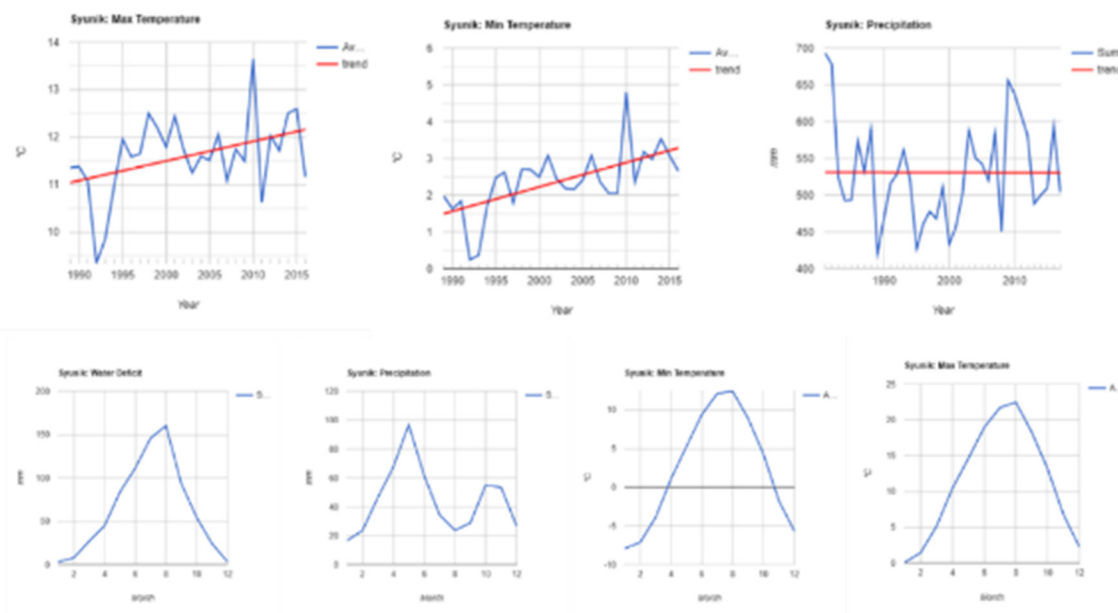 Syunik: Max Temperature
14
13
12
11
10
°C
1990 1995 2000 2005 2010 2015
Year
Av...
trend
Syunik: Min Temperature
6
5
4
3
2
1
0
°C
1990 1995 2000 2005 2010 2015
Year
Av...
trend
Syunik: Precipitation
700
650
600
550
500
450
400
mm
1990 2000 2010
Year
Sum
trend
Syunik: Water Deficit
200
150
100
50
0
mm
2 4 6 8 10 12
Month
S...
Syunik: Precipitation
120
100
80
60
40
20
0
mm
2 4 6 8 10 12
Month
S...
Syunik: Min Temperature
10
5
0
-5
-10
°C
2 4 6 8 10 12
Month
A...
Syunik: Max Temperature
25
20
15
10
5
0
°C
2 4 6 8 10 12
Month
A.